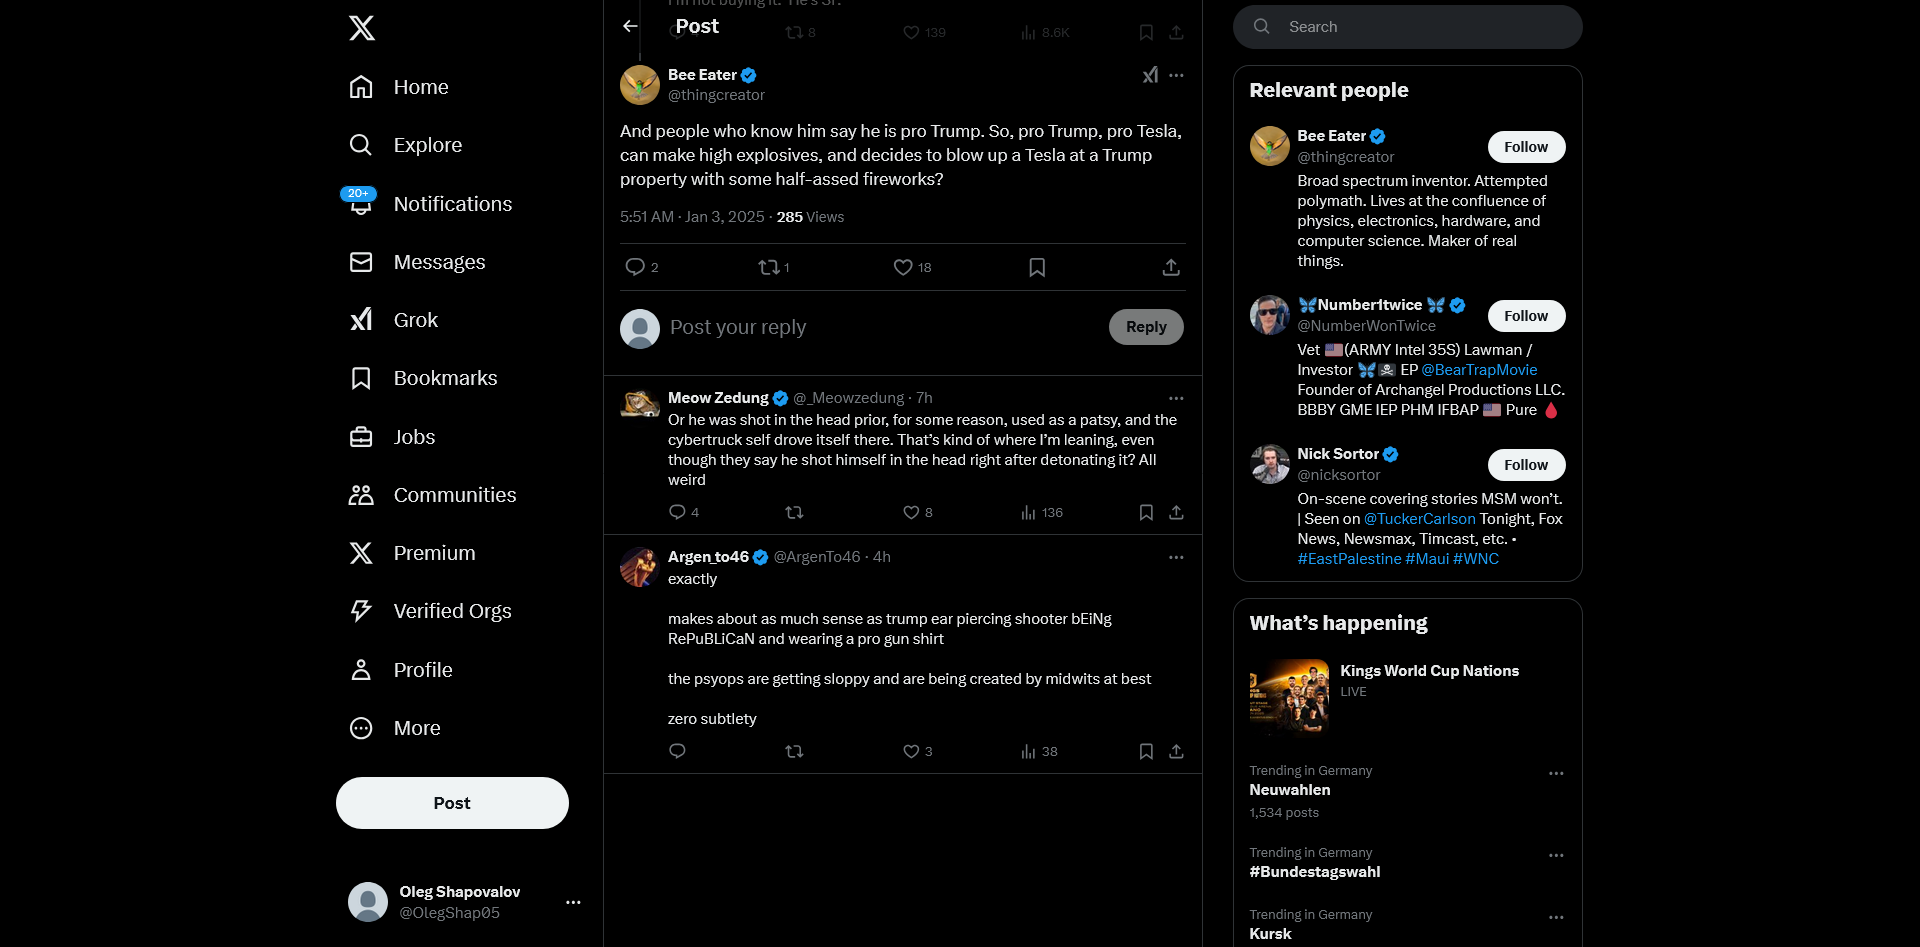 Home
Explore
20+
Notifications
Messages
Grok
Bookmarks
Jobs
Communities
Premium
Profile
More
Post
Oleg Shapovalov
@OlegShap05
Post
8
139
8.6K
Bee Eater
@thingcreator
And people who know him say he is pro Trump. So, pro Trump, pro Tesla,
can make high explosives, and decides to blow up a Tesla at a Trump
property with some half-assed fireworks?
5:51 AM · Jan 3, 2025 · 285 Views
2
1
18
Post your reply
Reply
Meow Zedung @_Meowzedung · 7h
Or he was shot in the head prior, for some reason, used as a patsy, and the
cybertruck self drove itself there. That’s kind of where I’m leaning, even
though they say he shot himself in the head right after detonating it? All
weird
4
8
136
Argen_to46 @ArgenTo46 · 4h
exactly
makes about as much sense as trump ear piercing shooter bEiNg
RePuBLiCaN and wearing a pro gun shirt
the psyops are getting sloppy and are being created by midwits at best
zero subtlety
3
38
Search
Relevant people
Bee Eater
@thingcreator
Follow
Broad spectrum inventor. Attempted
polymath. Lives at the confluence of
physics, electronics, hardware, and
computer science. Maker of real
things.
🦋Number1twice 🦋
@NumberWonTwice
Follow
Vet 🇺🇸(ARMY Intel 35S) Lawman /
Investor 🦋🏴‍☠️ EP @BearTrapMovie
Founder of Archangel Productions LLC.
BBBY GME IEP PHM IFBAP 🇺🇸 Pure 🩸
Nick Sortor
@nicksortor
Follow
On-scene covering stories MSM won’t.
| Seen on @TuckerCarlson Tonight, Fox
News, Newsmax, Timcast, etc. •
#EastPalestine #Maui #WNC
What’s happening
Kings World Cup Nations
LIVE
Trending in Germany
Neuwahlen
1,534 posts
Trending in Germany
#Bundestagswahl
Trending in Germany
Kursk